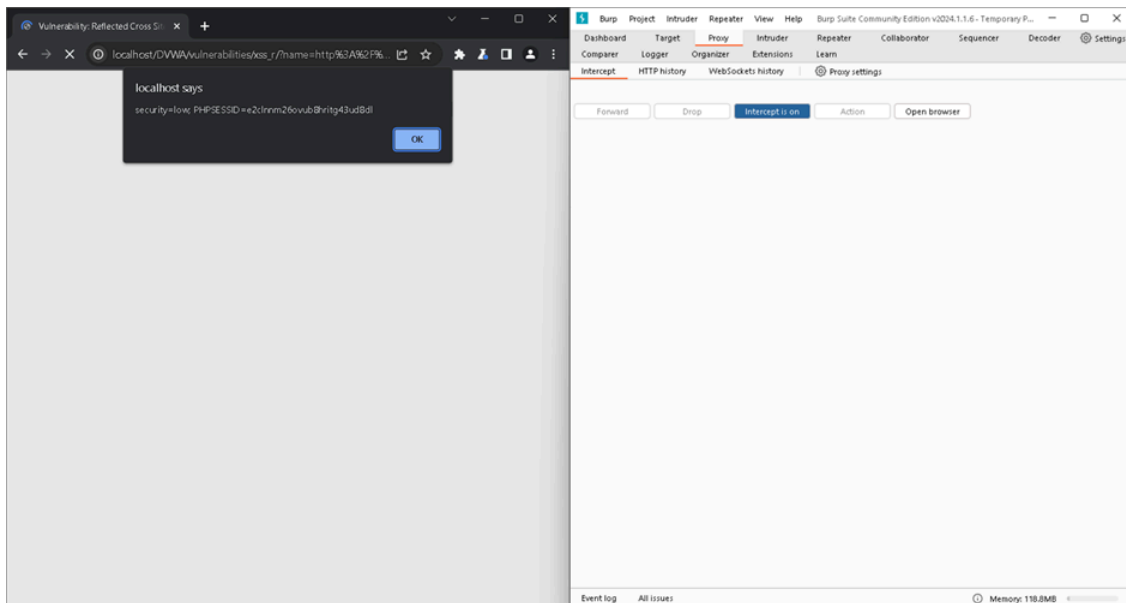 Vulnerability: Reflected Cross Sit
localhost/DVWA/vulnerabilities/xss_r/?name=http%3A%2F%...
localhost says
security=low; PHPSESSID=e2clnnm26ovub8hritg43ud8dl
OK
Burp Project Intruder Repeater View Help Burp Suite Community Edition v2024.1.1.6 - Temporary P...
Dashboard Target Proxy Intruder Repeater Collaborator Sequencer Decoder Settings
Comparer Logger Organizer Extensions Learn
Intercept HTTP history WebSockets history Proxy settings
Forward Drop Intercept is on Action Open browser
Event log All issues Memory: 118.8MB